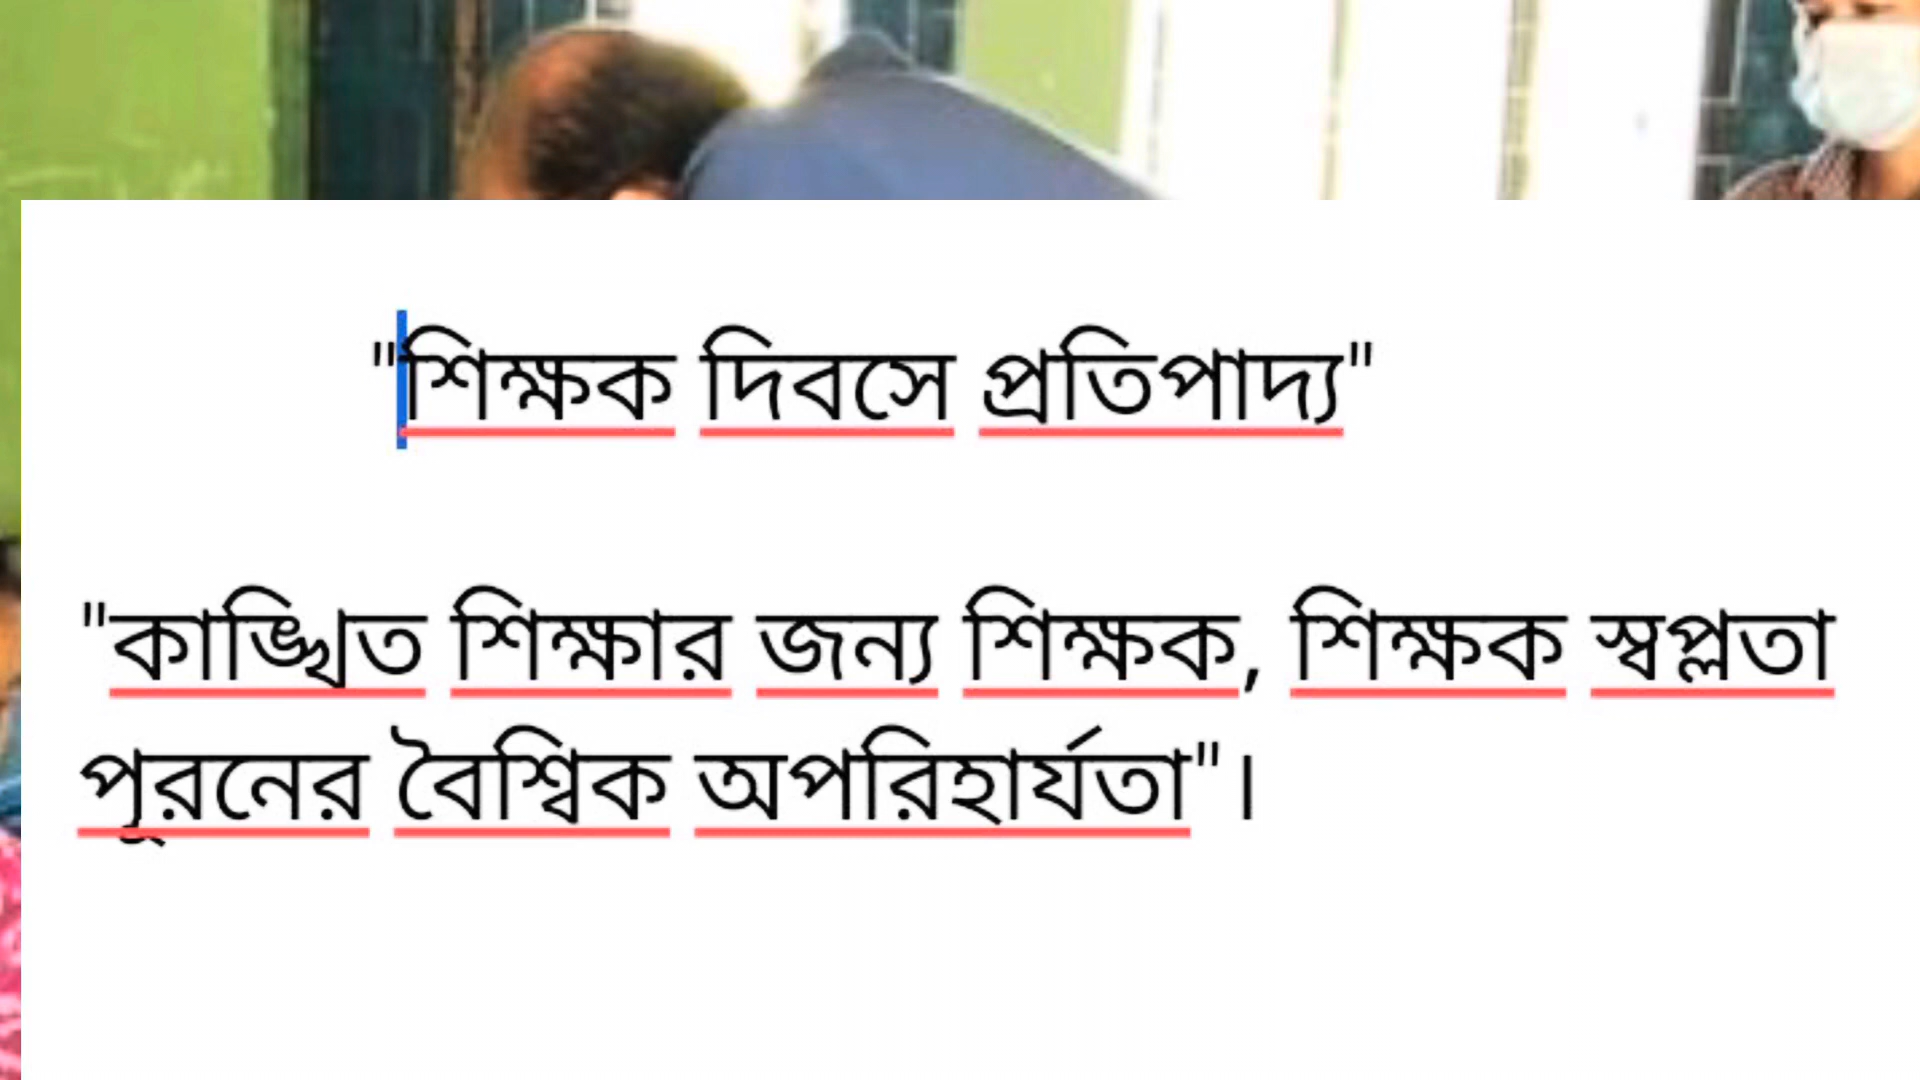 "শিক্ষক দিবসে প্রতিপাদ্য"
"কাঙ্খিত শিক্ষার জন্য শিক্ষক, শিক্ষক স্বপ্লতা
পূরনের বৈশ্বিক অপরিহার্যতা"।